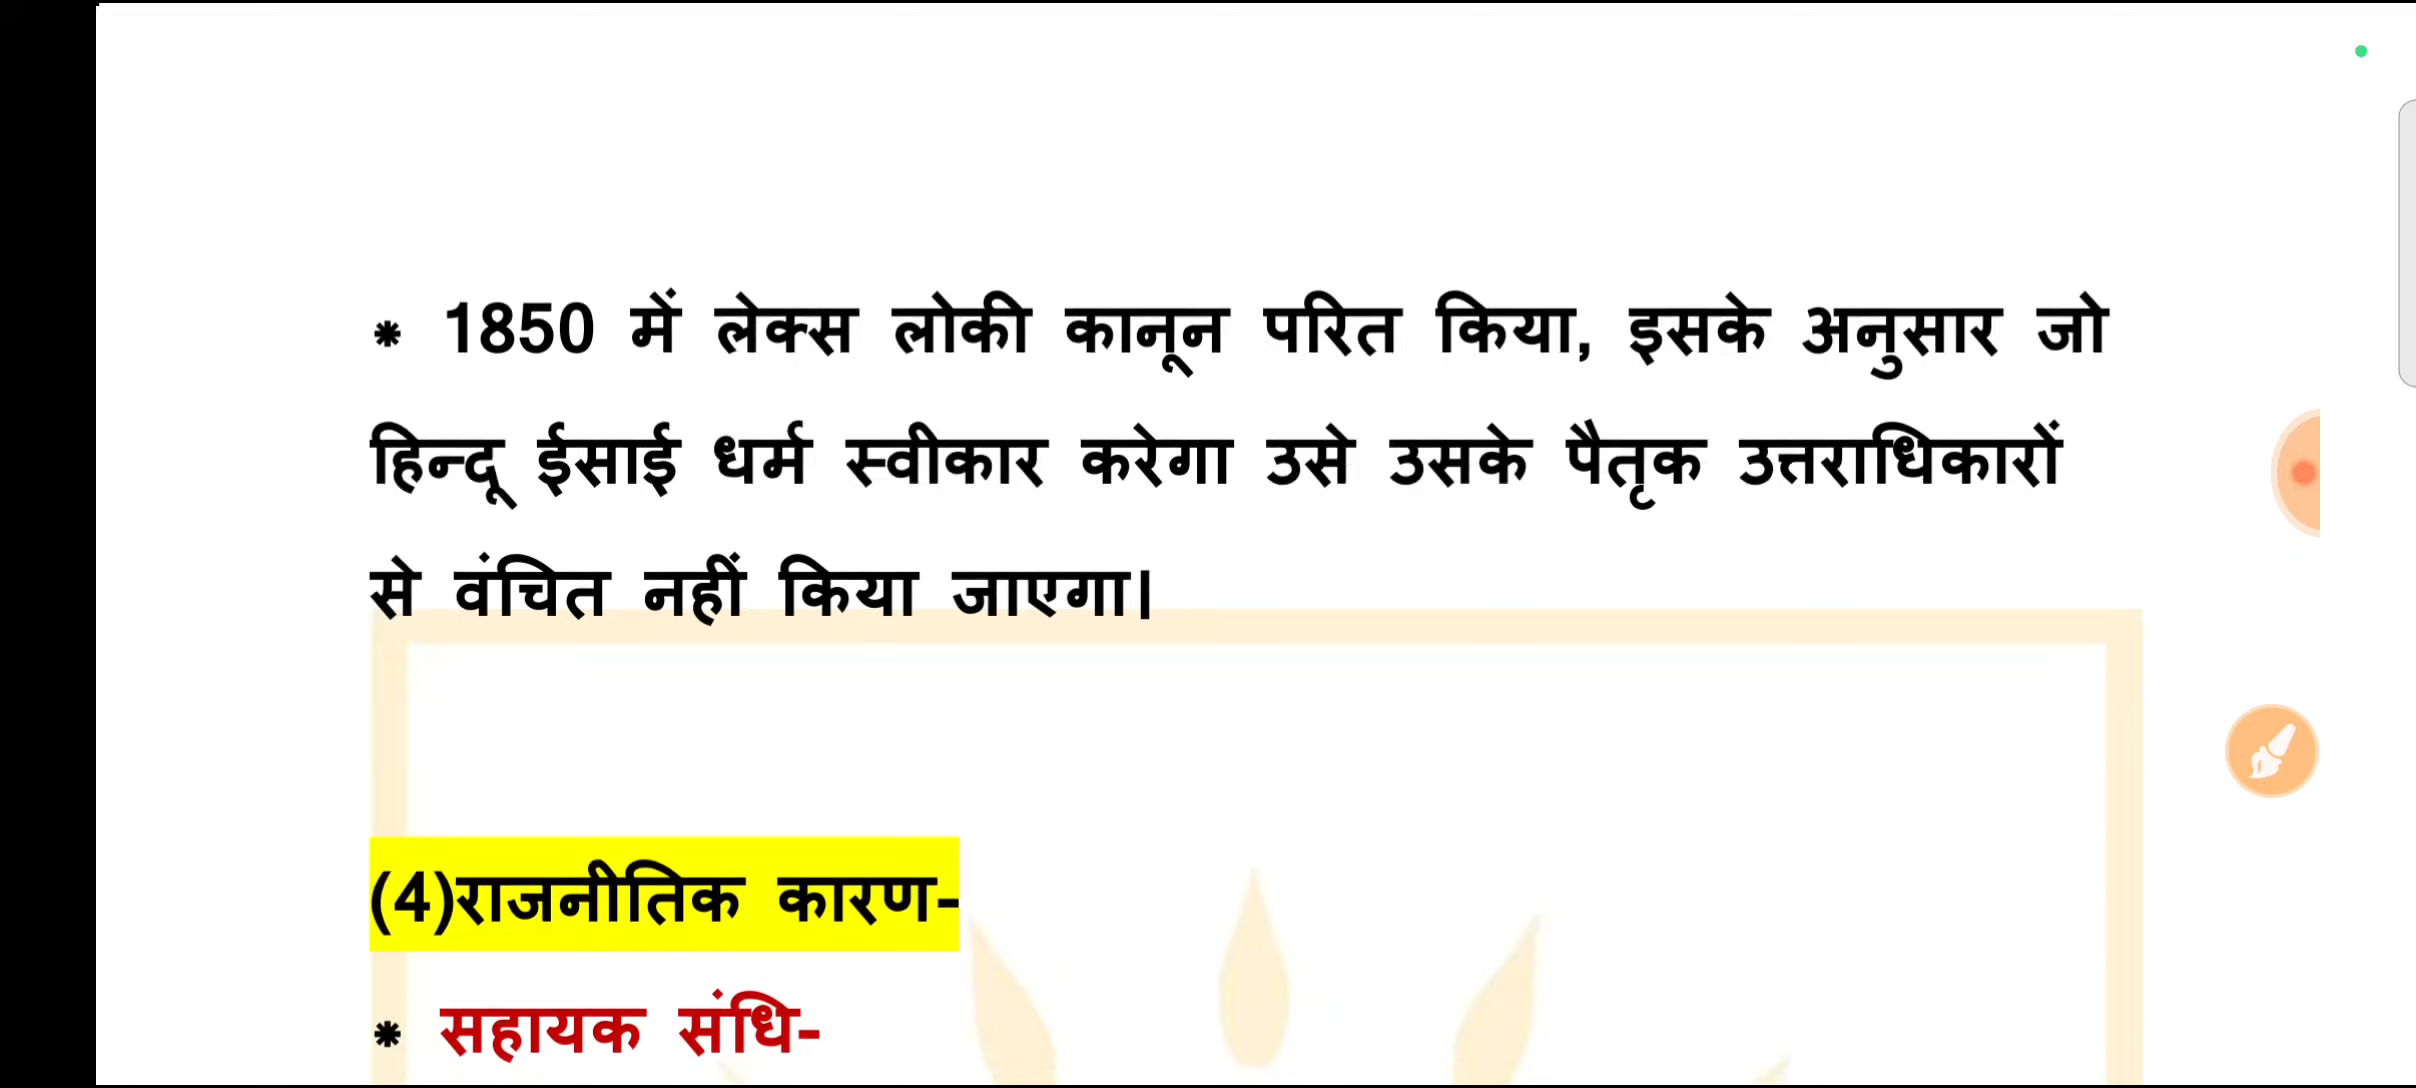 * 1850 में लेक्स लोकी कानून परित किया, इसके अनुसार जो
हिन्दू ईसाई धर्म स्वीकार करेगा उसे उसके पैतृक उत्तराधिकारों
से वंचित नहीं किया जाएगा।
(4)राजनीतिक कारण-
* सहायक संधि-